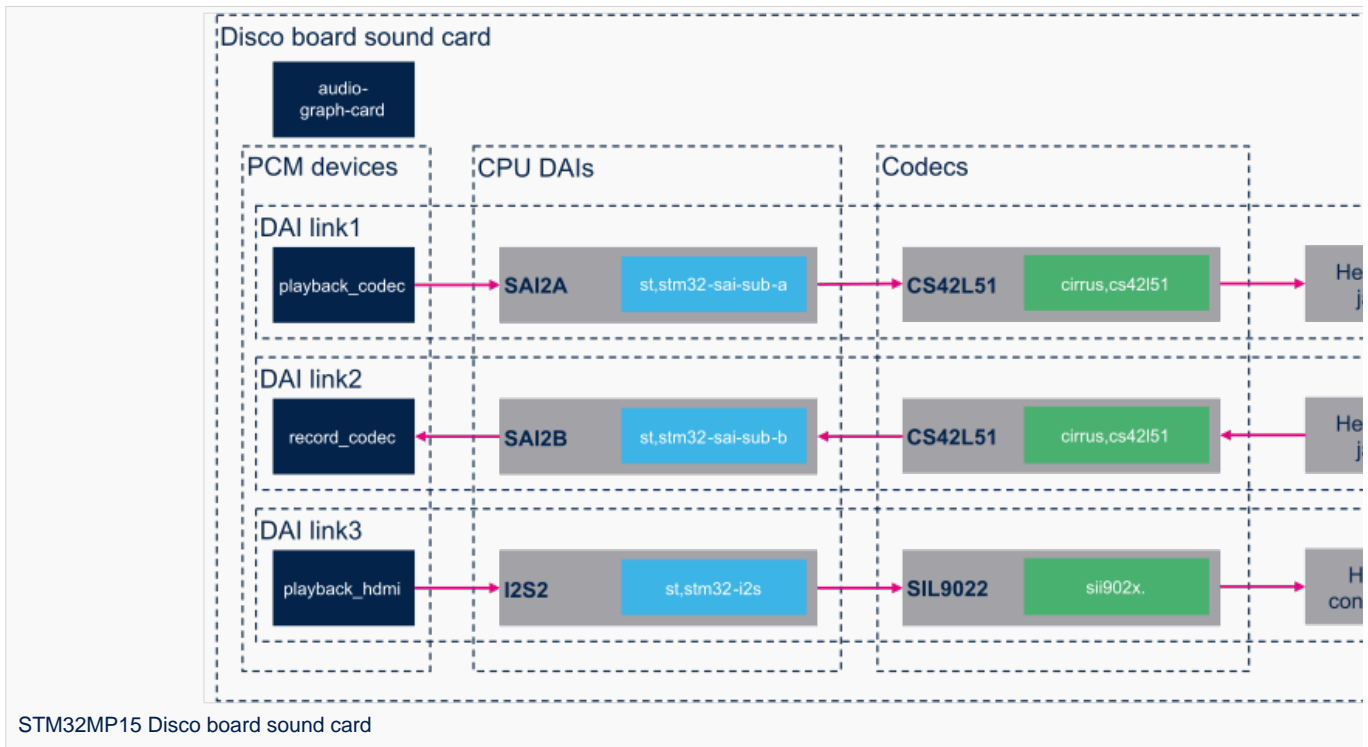 Disco board sound card
audio-
graph-card
PCM devices
CPU DAIs
Codecs
DAI link1
playback_codec
SAI2A
st,stm32-sai-sub-a
CS42L51
cirrus,cs42l51
DAI link2
record_codec
SAI2B
st,stm32-sai-sub-b
CS42L51
cirrus,cs42l51
DAI link3
playback_hdmi
I2S2
st,stm32-i2s
SIL9022
sii902x.
STM32MP15 Disco board sound card